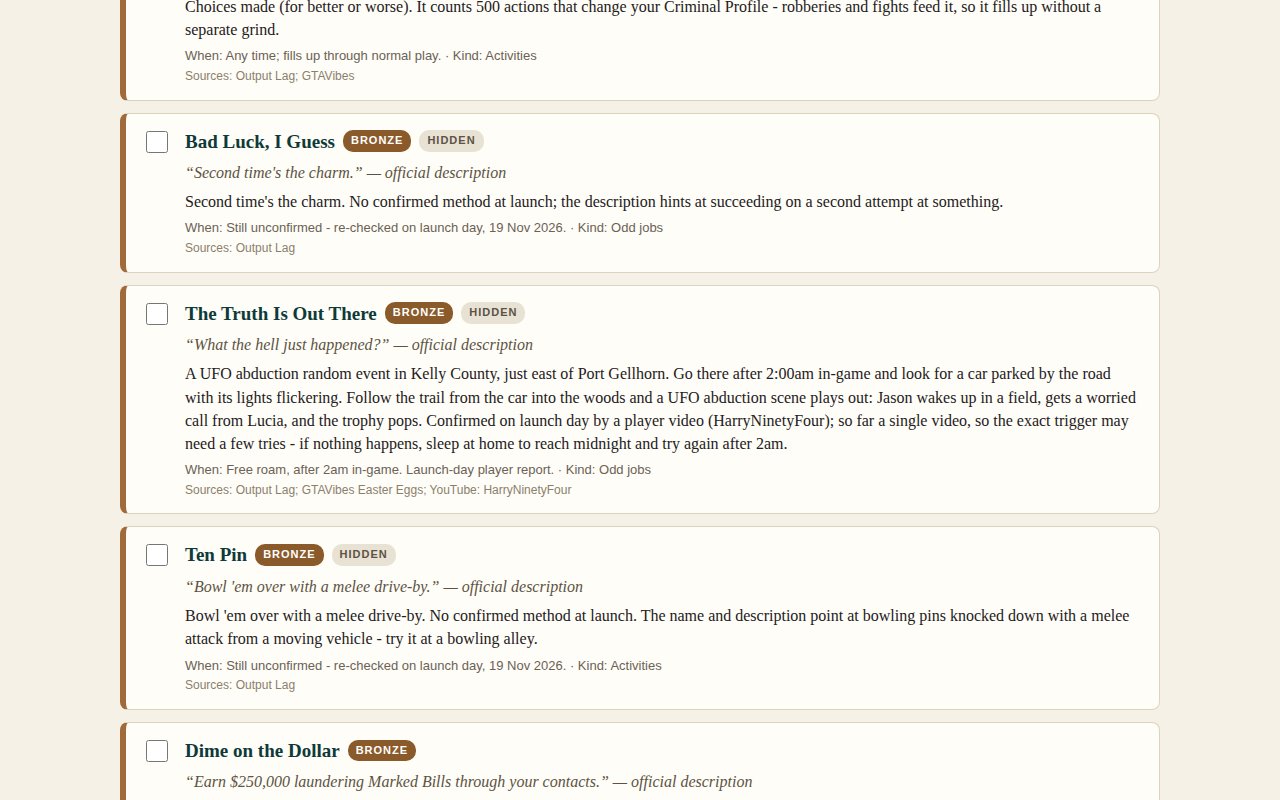 Choices made (for better or worse). It counts 500 actions that change your Criminal Profile - robberies and fights feed it, so it fills up without a
separate grind.
When: Any time; fills up through normal play. · Kind: Activities
Sources: Output Lag; GTAVibes
Bad Luck, I Guess BRONZE HIDDEN
“Second time's the charm.” — official description
Second time's the charm. No confirmed method at launch; the description hints at succeeding on a second attempt at something.
When: Still unconfirmed - re-checked on launch day, 19 Nov 2026. · Kind: Odd jobs
Sources: Output Lag
The Truth Is Out There BRONZE HIDDEN
“What the hell just happened?” — official description
A UFO abduction random event in Kelly County, just east of Port Gellhorn. Go there after 2:00am in-game and look for a car parked by the road
with its lights flickering. Follow the trail from the car into the woods and a UFO abduction scene plays out: Jason wakes up in a field, gets a worried
call from Lucia, and the trophy pops. Confirmed on launch day by a player video (HarryNinetyFour); so far a single video, so the exact trigger may
need a few tries - if nothing happens, sleep at home to reach midnight and try again after 2am.
When: Free roam, after 2am in-game. Launch-day player report. · Kind: Odd jobs
Sources: Output Lag; GTAVibes Easter Eggs; YouTube: HarryNinetyFour
Ten Pin BRONZE HIDDEN
“Bowl 'em over with a melee drive-by.” — official description
Bowl 'em over with a melee drive-by. No confirmed method at launch. The name and description point at bowling pins knocked down with a melee
attack from a moving vehicle - try it at a bowling alley.
When: Still unconfirmed - re-checked on launch day, 19 Nov 2026. · Kind: Activities
Sources: Output Lag
Dime on the Dollar BRONZE
“Earn $250,000 laundering Marked Bills through your contacts.” — official description